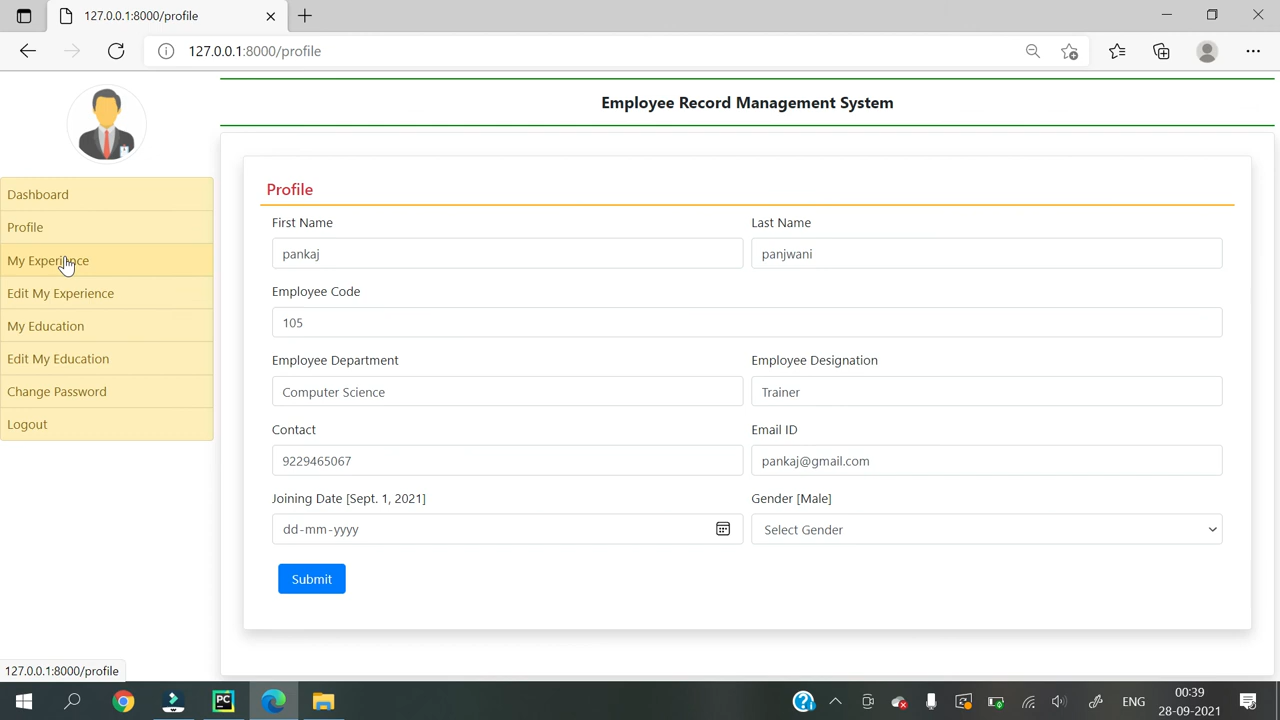 127.0.0.1:8000/profile
127.0.0.1:8000/profile
Employee Record Management System
Dashboard
Profile
My Experience
Edit My Experience
My Education
Edit My Education
Change Password
Logout
Profile
First Name
Last Name
pankaj
panjwani
Employee Code
105
Employee Department
Employee Designation
Computer Science
Trainer
Contact
Email ID
9229465067
pankaj@gmail.com
Joining Date [Sept. 1, 2021]
Gender [Male]
dd-mm-yyyy
Select Gender
Submit
127.0.0.1:8000/profile
PC
ENG
00:39
28-09-2021